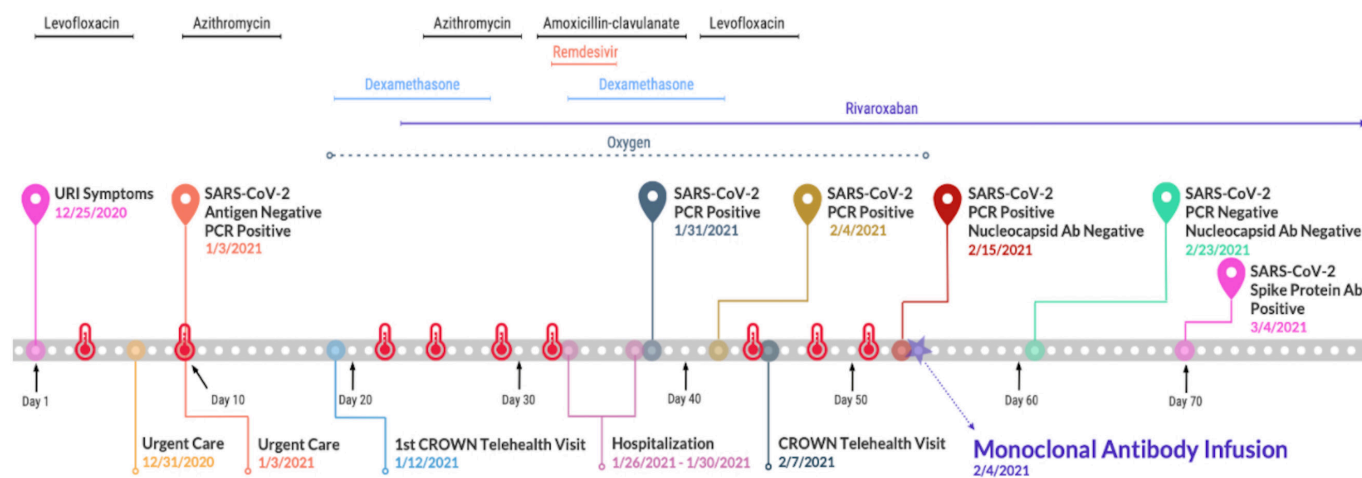 Levofloxacin
Azithromycin
Azithromycin
Amoxicillin-clavulanate
Levofloxacin
Remdesivir
Dexamethasone
Dexamethasone
Rivaroxaban
Oxygen
URI Symptoms
12/25/2020
SARS-CoV-2
Antigen Negative
PCR Positive
1/3/2021
SARS-CoV-2
PCR Positive
1/31/2021
SARS-CoV-2
PCR Positive
2/4/2021
SARS-CoV-2
PCR Positive
Nucleocapsid Ab Negative
2/15/2021
SARS-CoV-2
PCR Negative
Nucleocapsid Ab Negative
2/23/2021
SARS-CoV-2
Spike Protein Ab
Positive
3/4/2021
Day 1
Day 10
Day 20
Day 30
Day 40
Day 50
Day 60
Day 70
Urgent Care
12/31/2020
Urgent Care
1/3/2021
1st CROWN Telehealth Visit
1/12/2021
Hospitalization
1/26/2021 - 1/30/2021
CROWN Telehealth Visit
2/7/2021
Monoclonal Antibody Infusion
2/4/2021